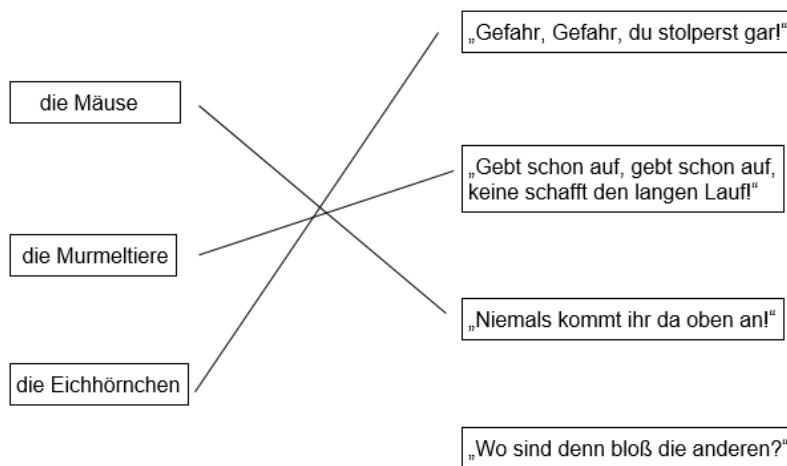 „Gefahr, Gefahr, du stolperst gar!“
die Mäuse
„Gebt schon auf, gebt schon auf,
keine schafft den langen Lauf!“
die Murmeltiere
„Niemals kommt ihr da oben an!“
die Eichhörnchen
„Wo sind denn bloß die anderen?“